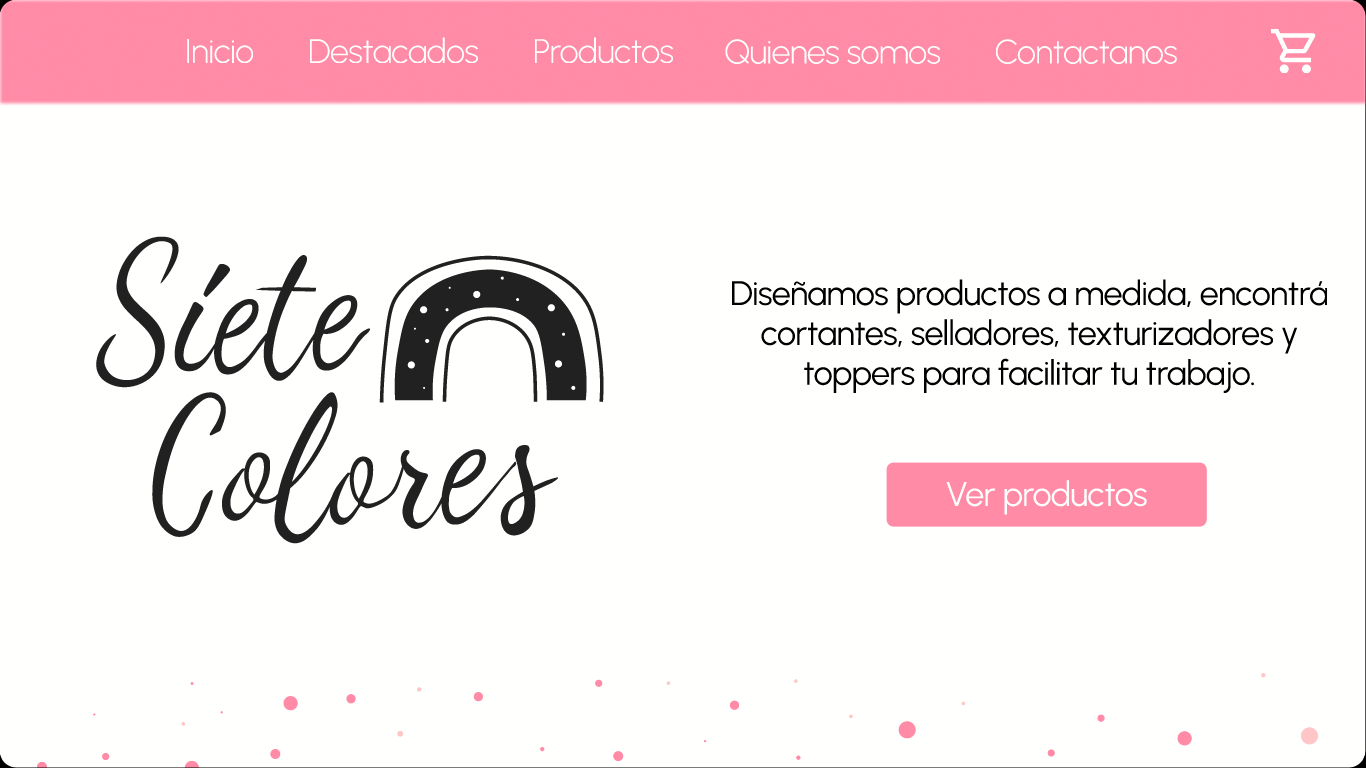 Inicio Destacados Productos Quienes somos Contactanos
Siete
Colores
Diseñamos productos a medida, encontrá
cortantes, selladores, texturizadores y
toppers para facilitar tu trabajo.
Ver productos